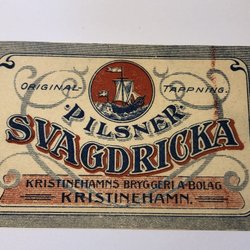 ORIGINAL- TAPPNING.
· PILSNER ·
SVAGDRICKA
KRISTINEHAMNS BRYGGERI A-BOLAG
KRISTINEHAMN.